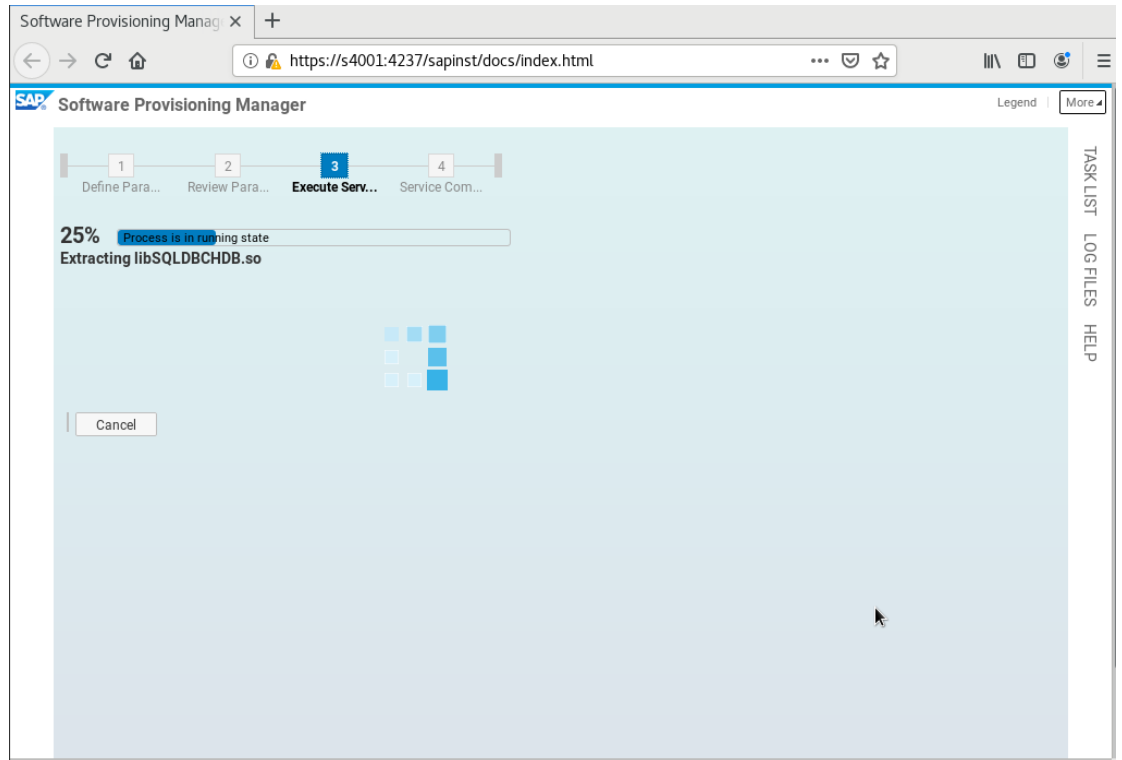 Software Provisioning Manag
https://s4001:4237/sapinst/docs/index.html
SAP
Software Provisioning Manager
Legend
More
1
2
3
4
Define Para...
Review Para...
Execute Serv...
Service Com...
25%
Process is in running state
Extracting libSQLDBCHDB.so
Cancel
TASK LIST
LOG FILES
HELP